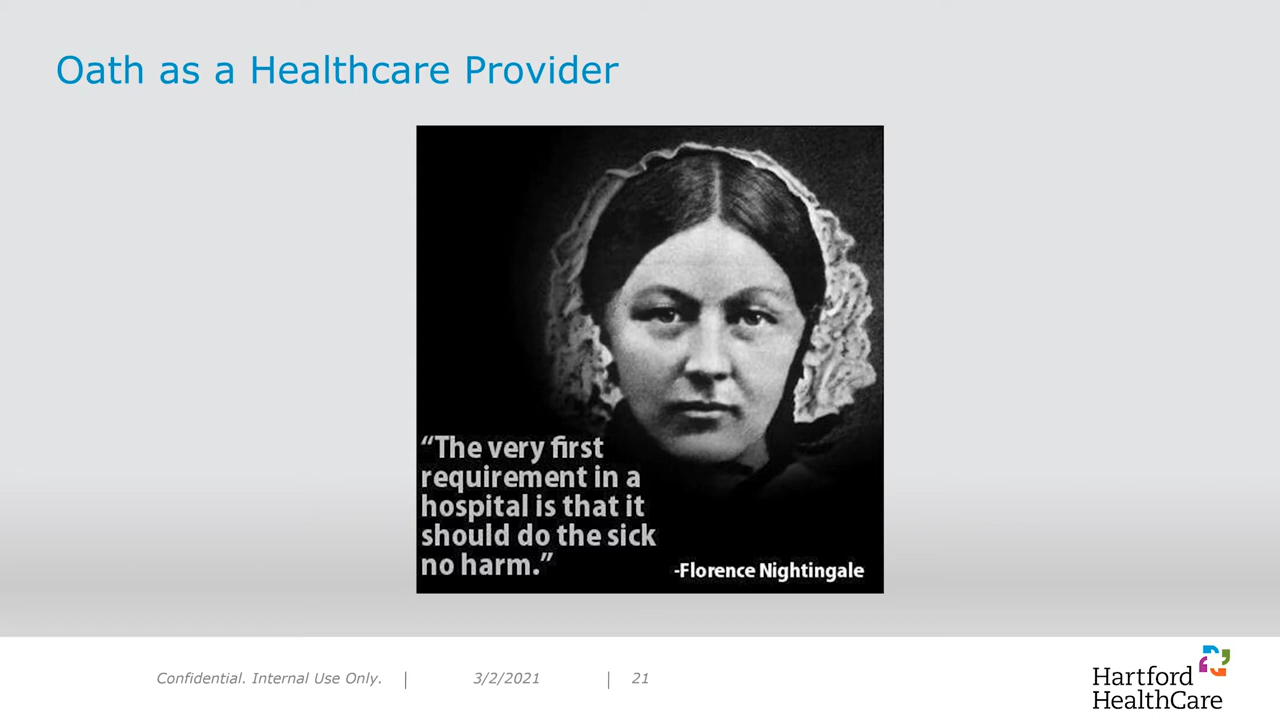 Oath as a Healthcare Provider
“The very first
requirement in a
hospital is that it
should do the sick
no harm.”
-Florence Nightingale
Confidential. Internal Use Only. | 3/2/2021 | 21
Hartford
HealthCare